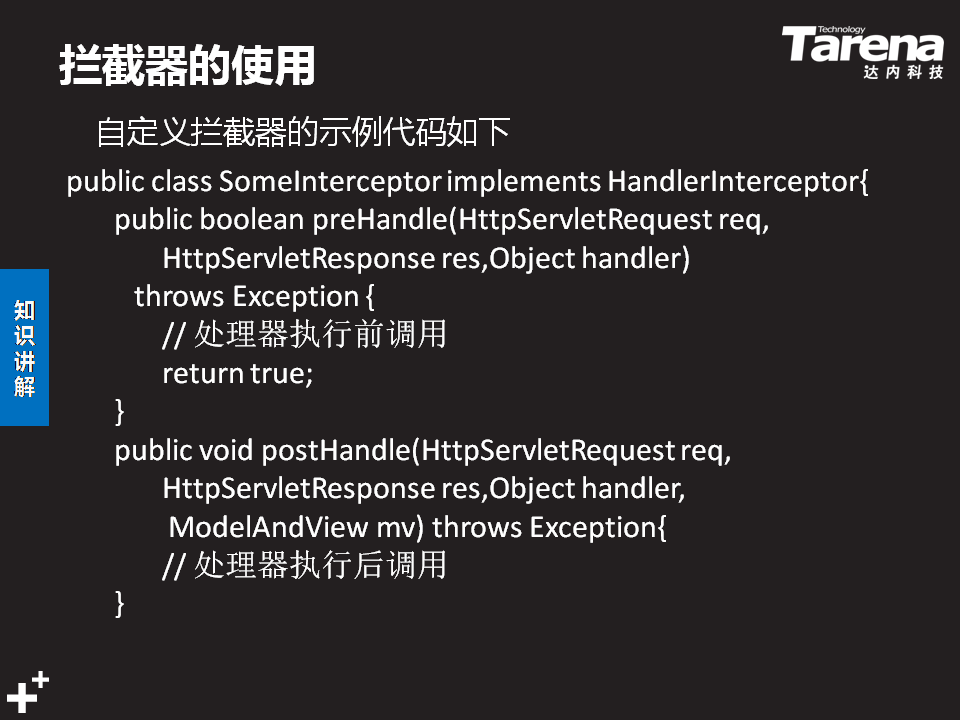 拦截器的使用
Technology
Tarena
达内科技
自定义拦截器的示例代码如下
public class SomeInterceptor implements HandlerInterceptor{
public boolean preHandle(HttpServletRequest req,
HttpServletResponse res,Object handler)
throws Exception {
// 处理器执行前调用
return true;
}
public void postHandle(HttpServletRequest req,
HttpServletResponse res,Object handler,
ModelAndView mv) throws Exception{
// 处理器执行后调用
}
知识讲解